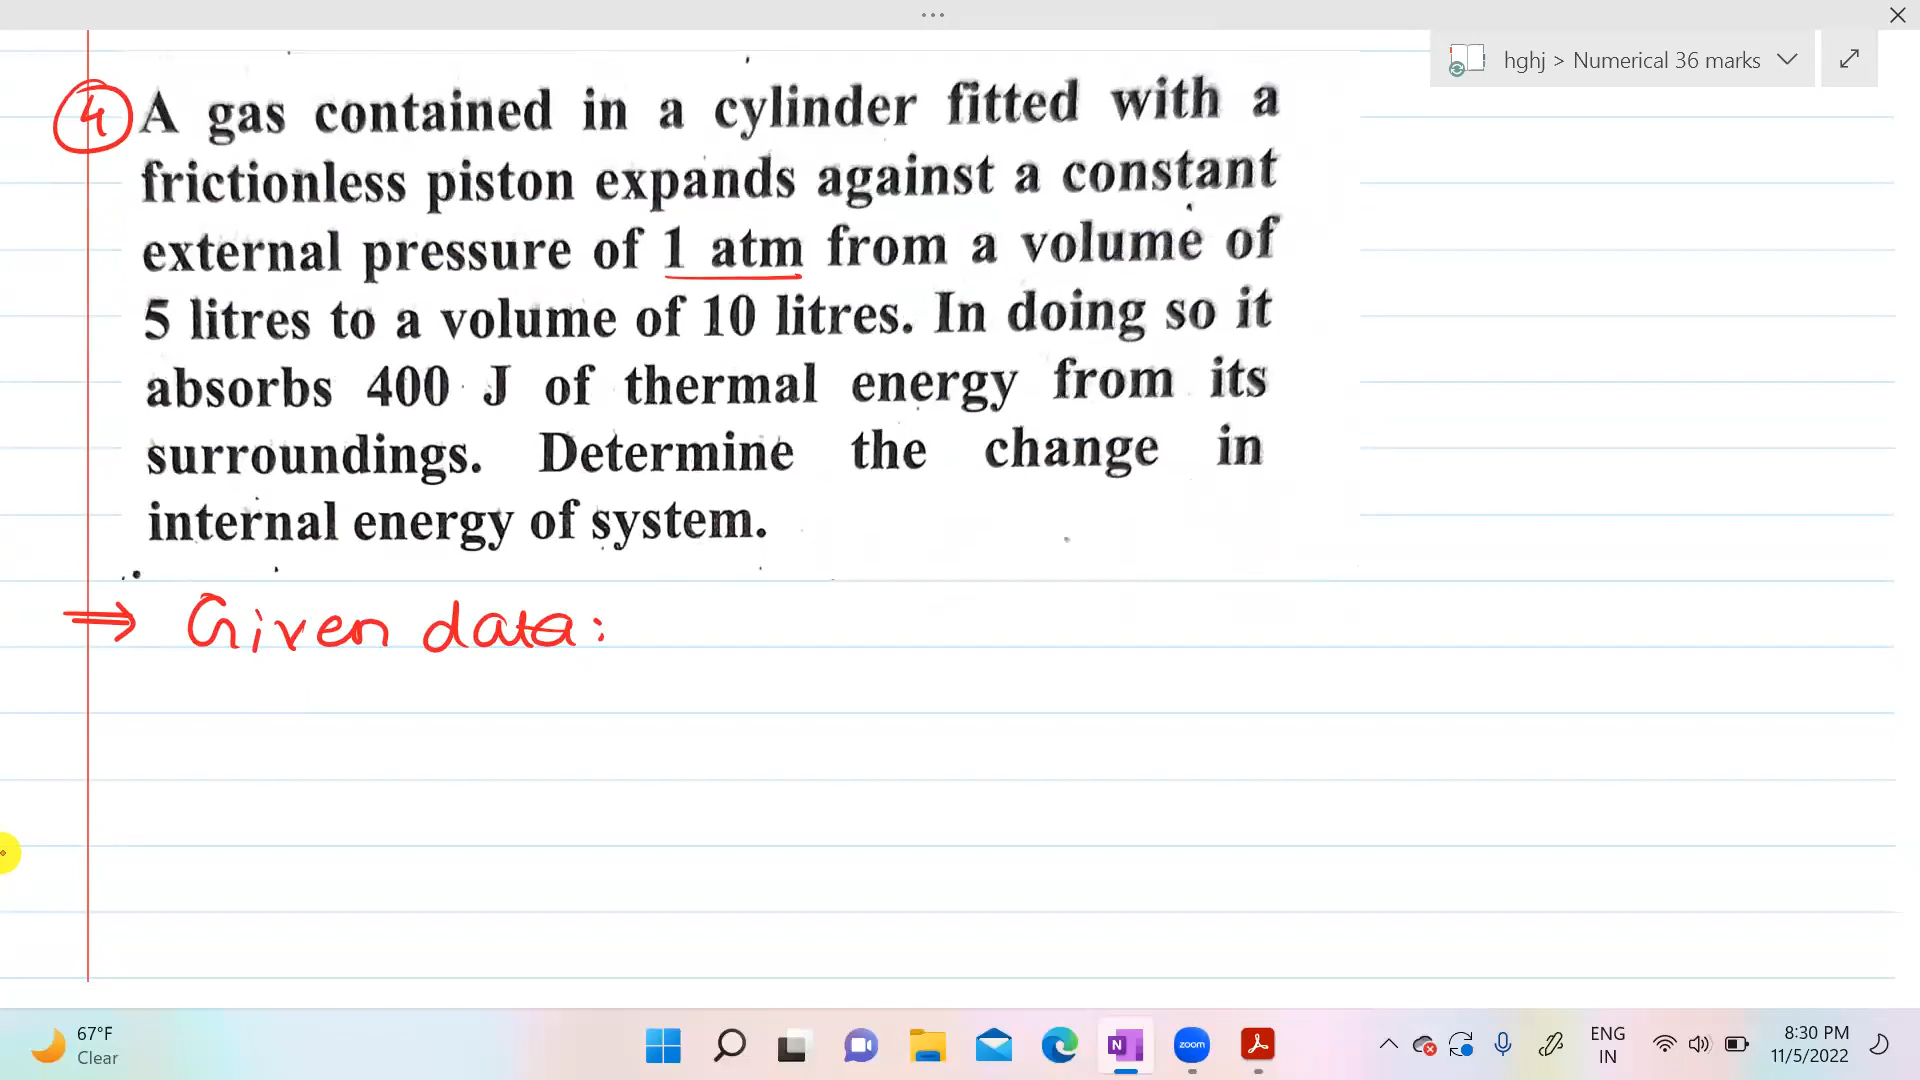 hghj > Numerical 36 marks
4 A gas contained in a cylinder fitted with a
frictionless piston expands against a constant
external pressure of 1 atm from a volume of
5 litres to a volume of 10 litres. In doing so it
absorbs 400 J of thermal energy from its
surroundings. Determine the change in
internal energy of system.
⇒ Given data:
67°F
Clear
N
zoom
ENG
IN
8:30 PM
11/5/2022